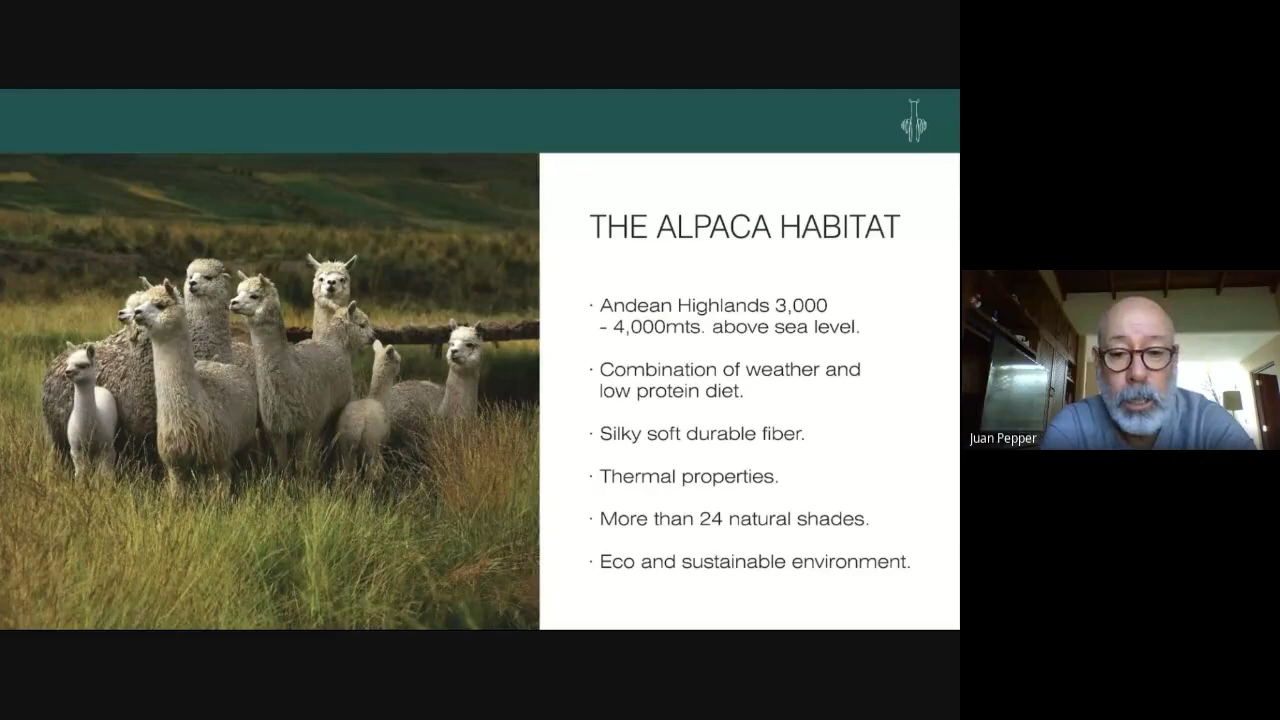 THE ALPACA HABITAT
· Andean Highlands 3,000
- 4,000mts. above sea level.
· Combination of weather and
low protein diet.
· Silky soft durable fiber.
· Thermal properties.
· More than 24 natural shades.
· Eco and sustainable environment.
Juan Pepper